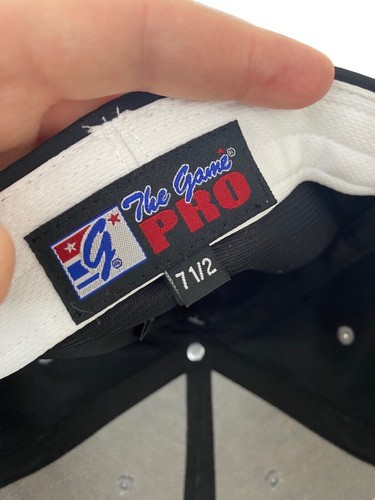 The Game®
PRO
G®
7 1/2